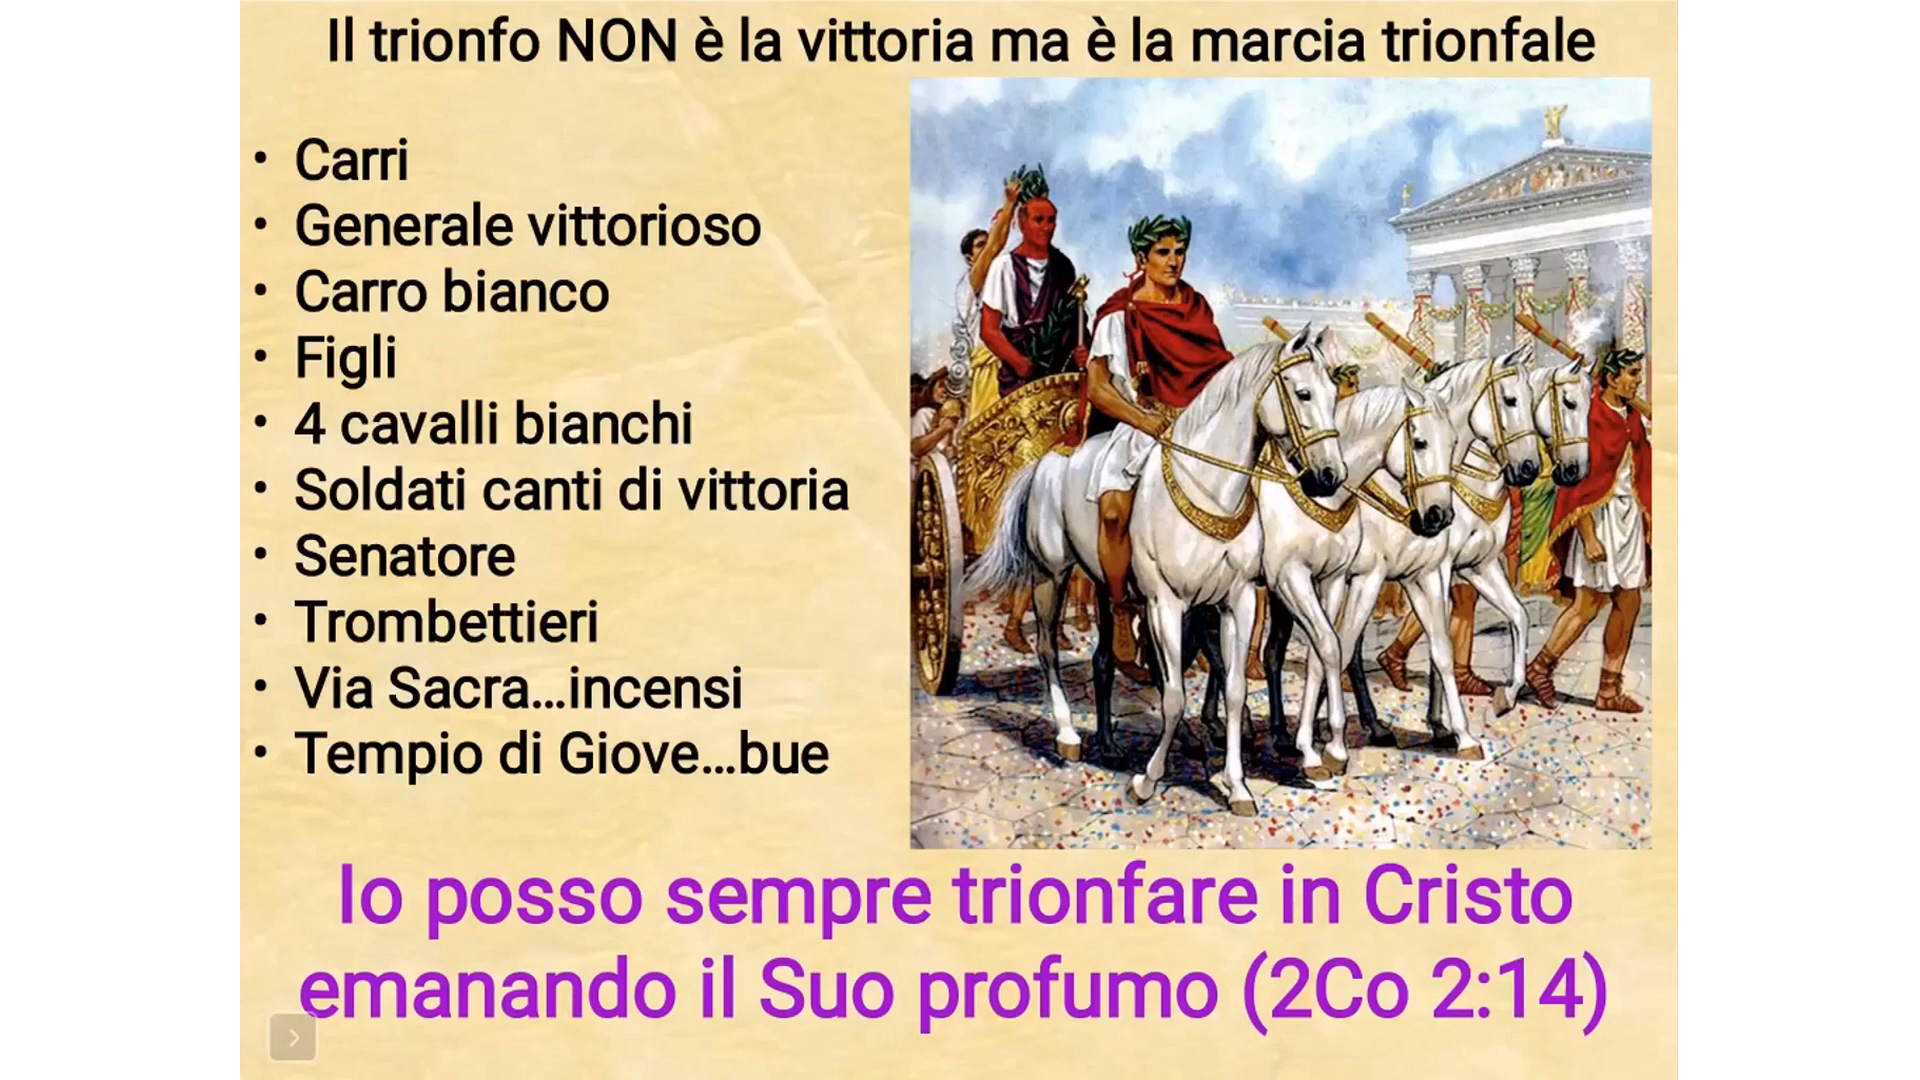 Il trionfo NON è la vittoria ma è la marcia trionfale
• Carri
• Generale vittorioso
• Carro bianco
• Figli
• 4 cavalli bianchi
• Soldati canti di vittoria
• Senatore
• Trombettieri
• Via Sacra...incensi
• Tempio di Giove...bue
Io posso sempre trionfare in Cristo
emanando il Suo profumo (2Co 2:14)